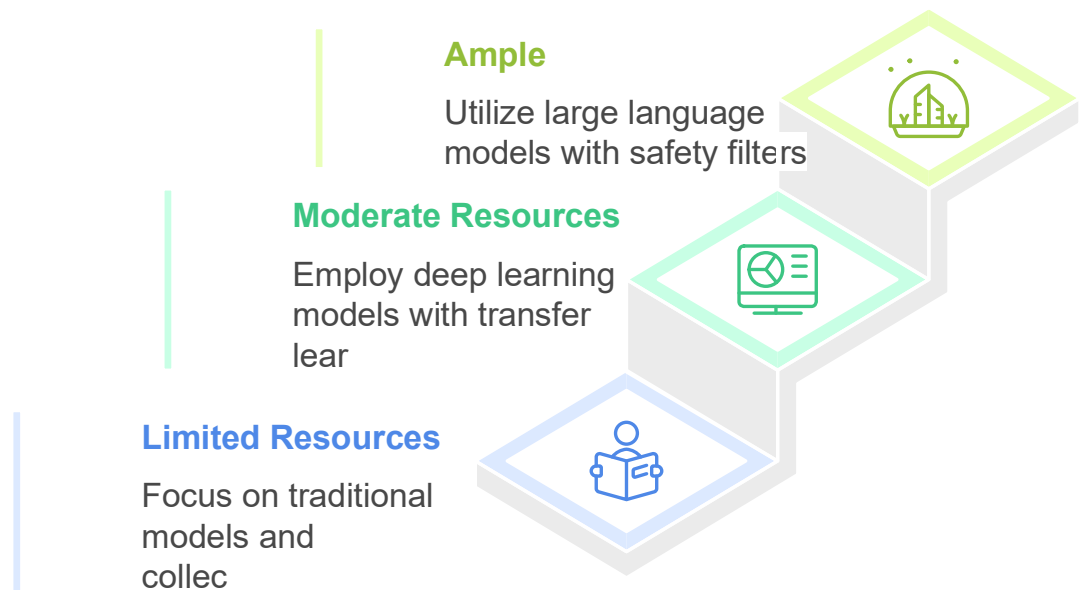 Ample
Utilize large language
models with safety filters
Moderate Resources
Employ deep learning
models with transfer
lear
Limited Resources
Focus on traditional
models and
collec